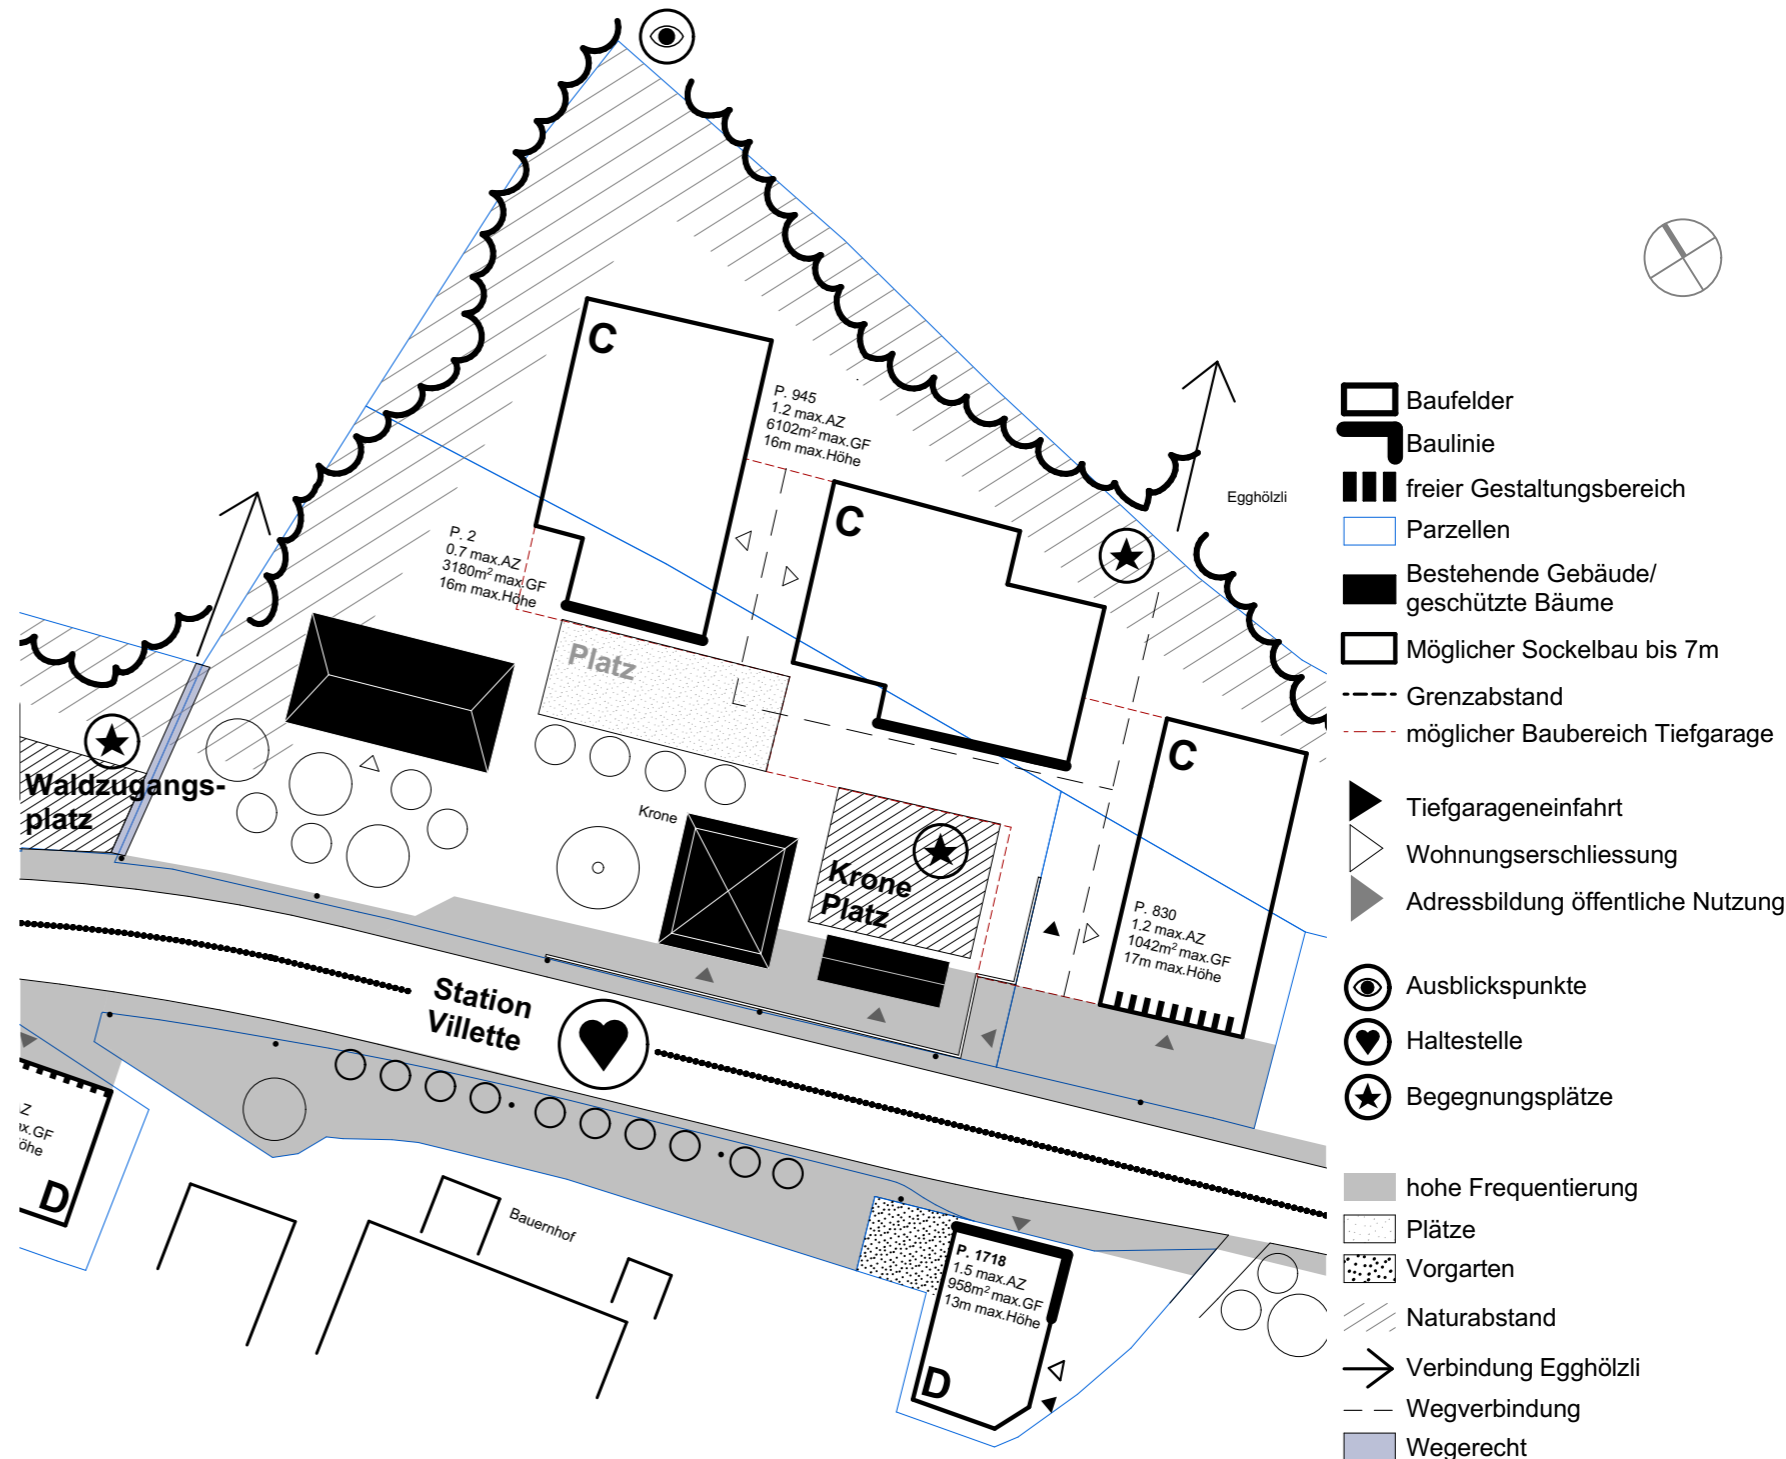 C
P. 945
1.2 max.AZ
6102m² max.GF
16m max.Höhe
C
Egghölzli
P. 2
0.7 max.AZ
3180m² max.GF
16m max.Höhe
Platz
C
Waldzugangs-
platz
Krone
Krone
Platz
P. 830
1.2 max.AZ
1042m² max.GF
17m max.Höhe
Station
Villette
Z
x.GF
öhe
D
Bauernhof
P. 1718
1.5 max.AZ
958m² max.GF
13m max.Höhe
D
Baufelder
Baulinie
freier Gestaltungsbereich
Parzellen
Bestehende Gebäude/
geschützte Bäume
Möglicher Sockelbau bis 7m
Grenzabstand
möglicher Baubereich Tiefgarage
Tiefgarageneinfahrt
Wohnungserschliessung
Adressbildung öffentliche Nutzung
Ausblickspunkte
Haltestelle
Begegnungsplätze
hohe Frequentierung
Plätze
Vorgarten
Naturabstand
Verbindung Egghölzli
Wegverbindung
Wegerecht